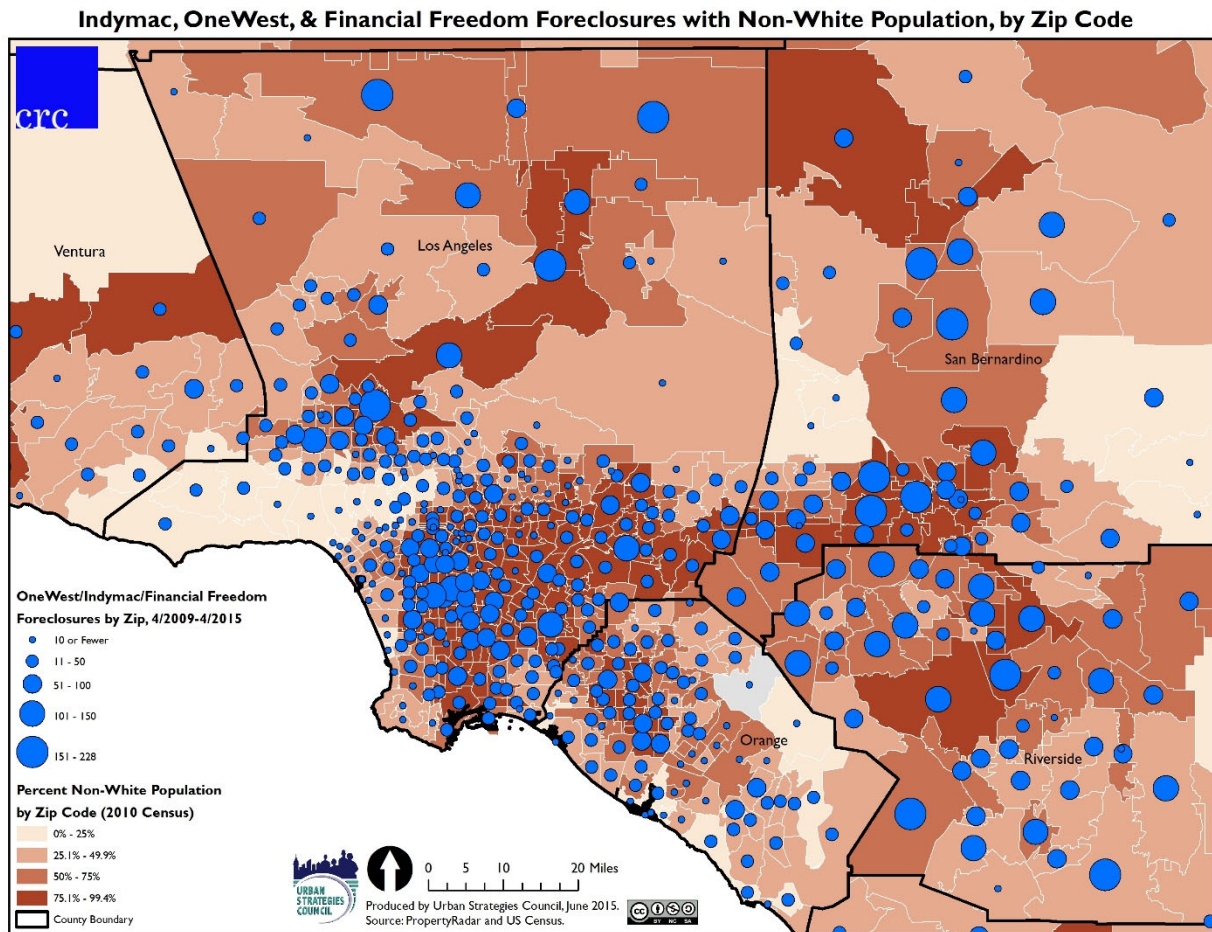 Indymac, OneWest, & Financial Freedom Foreclosures with Non-White Population, by Zip Code
crc
Ventura
Los Angeles
San Bernardino
Orange
Riverside
OneWest/Indymac/Financial Freedom
Foreclosures by Zip, 4/2009-4/2015
10 or Fewer
11 - 50
51 - 100
101 - 150
151 - 228
Percent Non-White Population
by Zip Code (2010 Census)
0% - 25%
25.1% - 49.9%
50% - 75%
75.1% - 99.4%
County Boundary
URBAN
STRATEGIES
COUNCIL
0 5 10 20 Miles
Produced by Urban Strategies Council, June 2015.
Source: PropertyRadar and US Census.
cc
BY NC SA